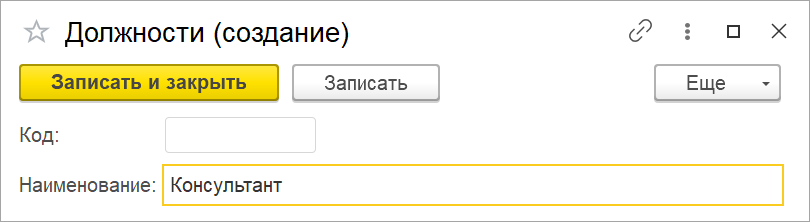 Должности (создание)
Записать и закрыть Записать Еще
Код:
Наименование: Консультант